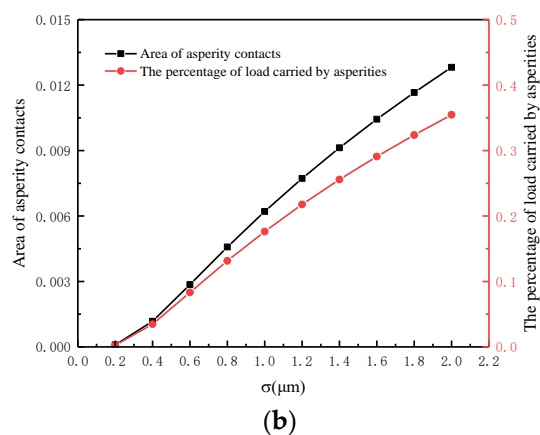 0.015
0.012
0.009
0.006
0.003
0.000
Area of asperity contacts
Area of asperity contacts
The percentage of load carried by asperities
0.5
0.4
0.3
0.2
0.1
0.0
The percentage of load carried by asperities
0.0 0.2 0.4 0.6 0.8 1.0 1.2 1.4 1.6 1.8 2.0 2.2
σ(μm)
(b)